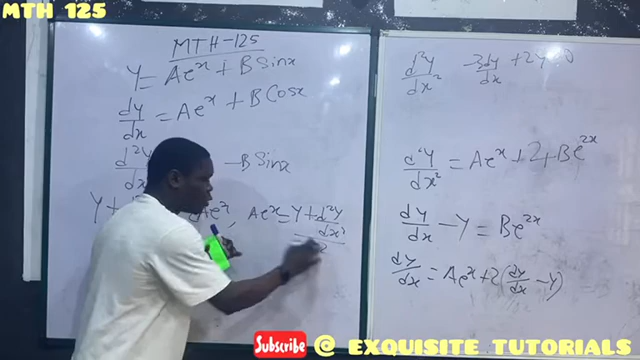 MTH 125
MTH-125
Y = Ae^x + B Sinx
dy/dx = Ae^x + B Cosx
d²Y -B Sinx
Y + Ae^x, Ae^x = Y + d²Y/dx²
d²Y/dx² -3dy/dx + 2Y = 0
d²Y/dx² = Ae^x + 2 + Be^2x
dy/dx - Y = Be^2x
dy/dx = Ae^x + 2(dy/dx - Y)
Subscribe @ EXQUISITE TUTORIALS